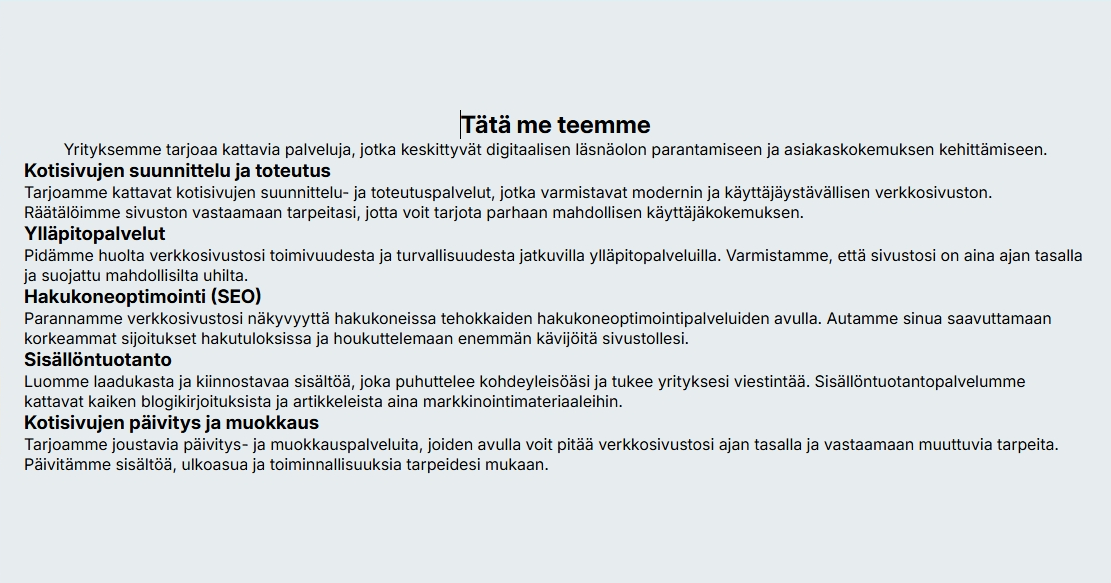 Tätä me teemme
Yrityksemme tarjoaa kattavia palveluja, jotka keskittyvät digitaalisen läsnäolon parantamiseen ja asiakaskokemuksen kehittämiseen.
Kotisivujen suunnittelu ja toteutus
Tarjoamme kattavat kotisivujen suunnittelu- ja toteutuspalvelut, jotka varmistavat modernin ja käyttäjäystävällisen verkkosivuston.
Räätälöimme sivuston vastaamaan tarpeitasi, jotta voit tarjota parhaan mahdollisen käyttäjäkokemuksen.
Ylläpitopalvelut
Pidämme huolta verkkosivustosi toimivuudesta ja turvallisuudesta jatkuvilla ylläpitopalveluilla. Varmistamme, että sivustosi on aina ajan tasalla
ja suojattu mahdollisilta uhilta.
Hakukoneoptimointi (SEO)
Parannamme verkkosivustosi näkyvyyttä hakukoneissa tehokkaiden hakukoneoptimointipalveluiden avulla. Autamme sinua saavuttamaan
korkeammat sijoitukset hakutuloksissa ja houkuttelemaan enemmän kävijöitä sivustollesi.
Sisällöntuotanto
Luomme laadukasta ja kiinnostavaa sisältöä, joka puhuttelee kohdeyleisöäsi ja tukee yrityksesi viestintää. Sisällöntuotantopalvelumme
kattavat kaiken blogikirjoituksista ja artikkeleista aina markkinointimateriaaleihin.
Kotisivujen päivitys ja muokkaus
Tarjoamme joustavia päivitys- ja muokkauspalveluita, joiden avulla voit pitää verkkosivustosi ajan tasalla ja vastaamaan muuttuvia tarpeita.
Päivitämme sisältöä, ulkoasua ja toiminnallisuuksia tarpeidesi mukaan.